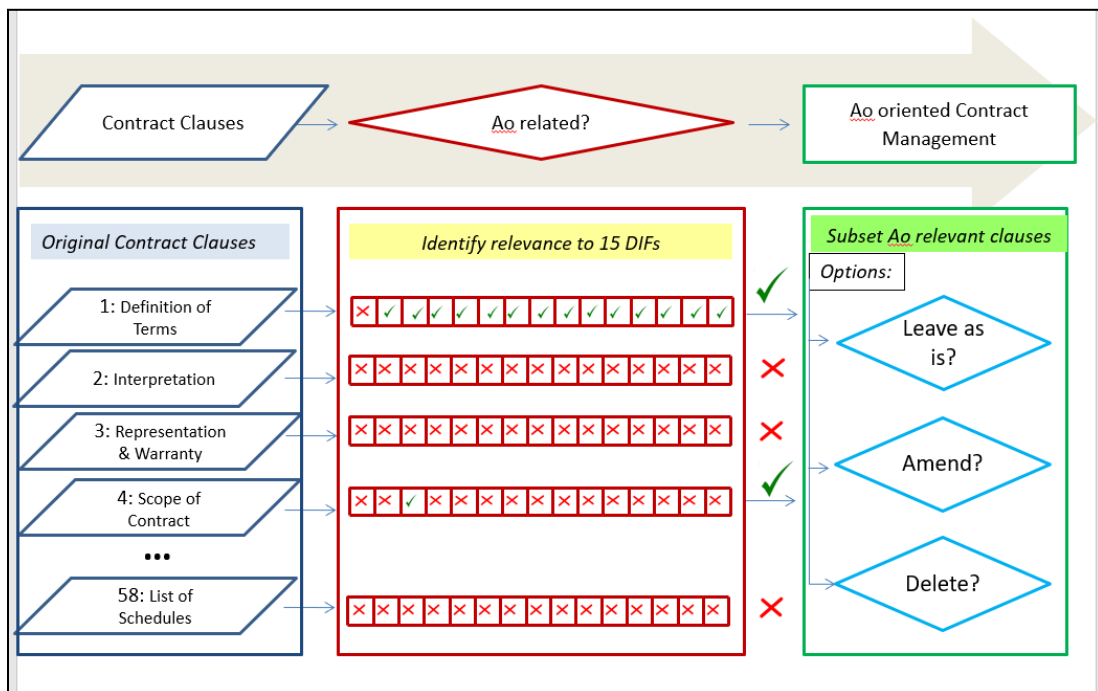 Contract Clauses
Ao related?
Ao oriented Contract
Management
Original Contract Clauses
Identify relevance to 15 DIFs
Subset Ao relevant clauses
Options:
1: Definition of
Terms
Leave as
is?
2: Interpretation
3: Representation
& Warranty
Amend?
4: Scope of
Contract
...
58: List of
Schedules
Delete?